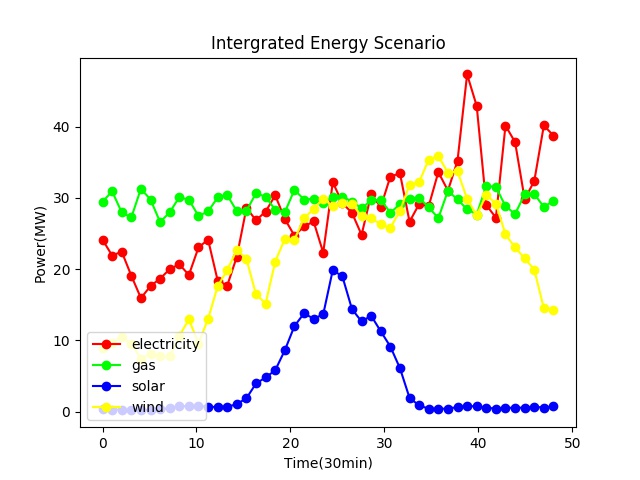 Intergrated Energy Scenario
Power(MW)
40
30
20
10
0
electricity
gas
solar
wind
0 10 20 30 40 50
Time(30min)